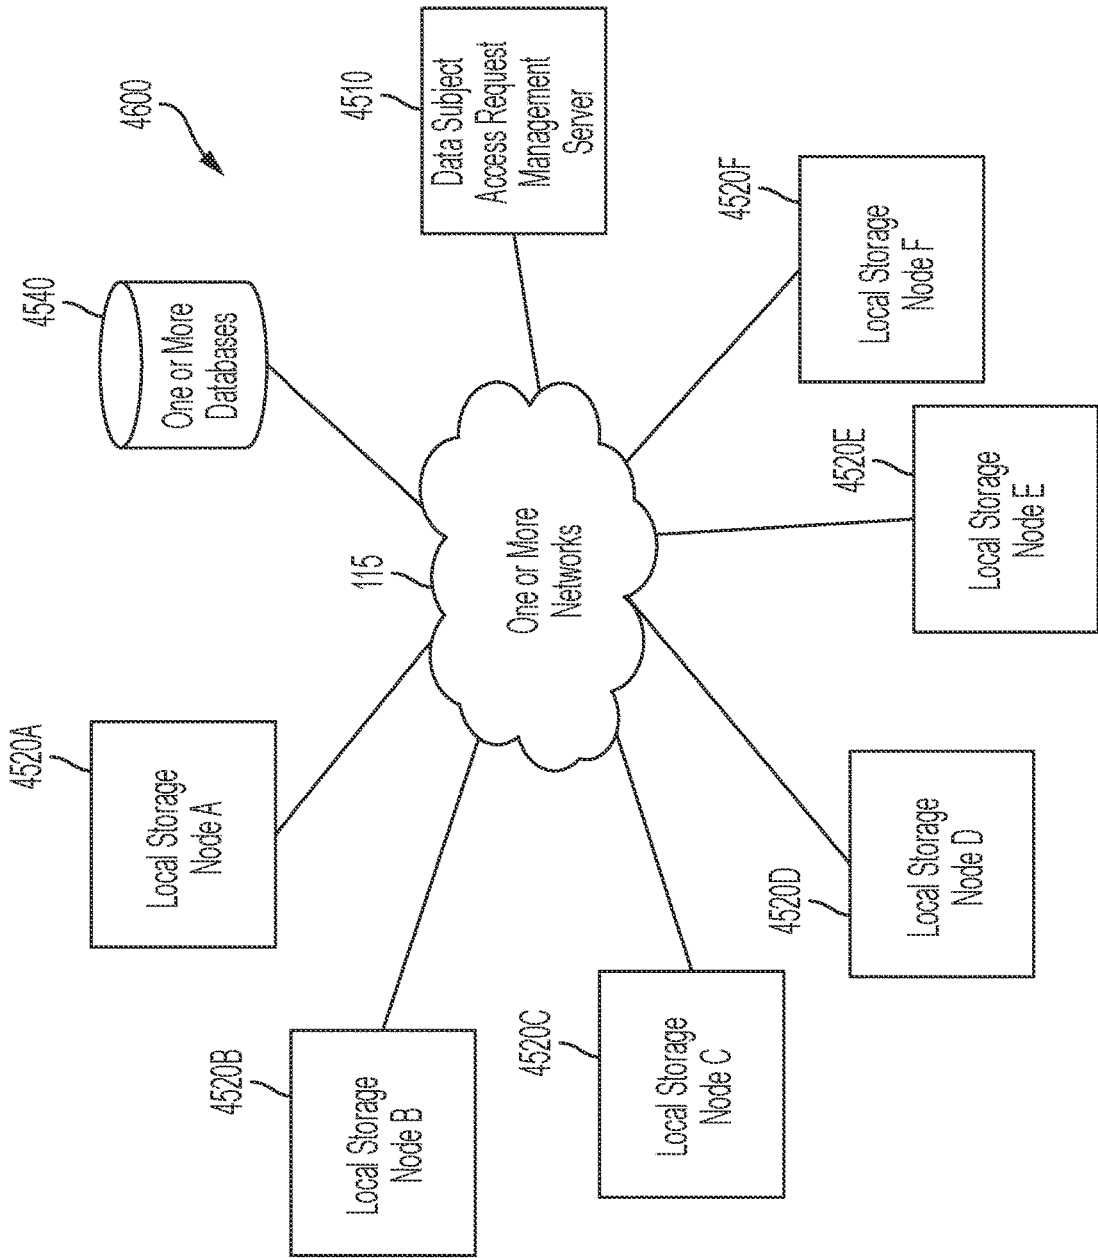 4600
4540
One or More
Databases
4510
Data Subject
Access Request
Management
Server
4520A
Local Storage
Node A
115
One or More
Networks
4520B
Local Storage
Node B
4520F
Local Storage
Node F
4520C
Local Storage
Node C
4520E
Local Storage
Node E
4520D
Local Storage
Node D